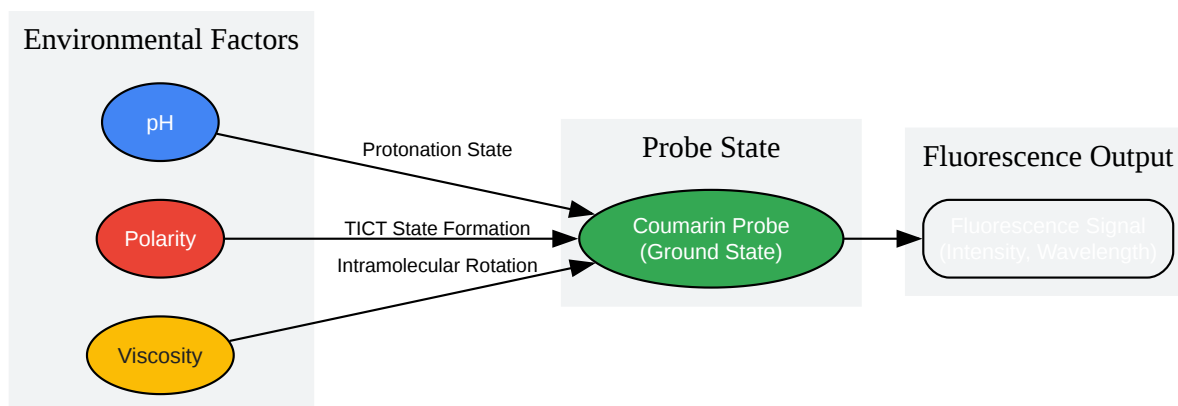 Environmental Factors
pH
Polarity
Viscosity
Protonation State
TICT State Formation
Intramolecular Rotation
Probe State
Coumarin Probe
(Ground State)
Fluorescence Output
Fluorescence Signal
(Intensity, Wavelength)